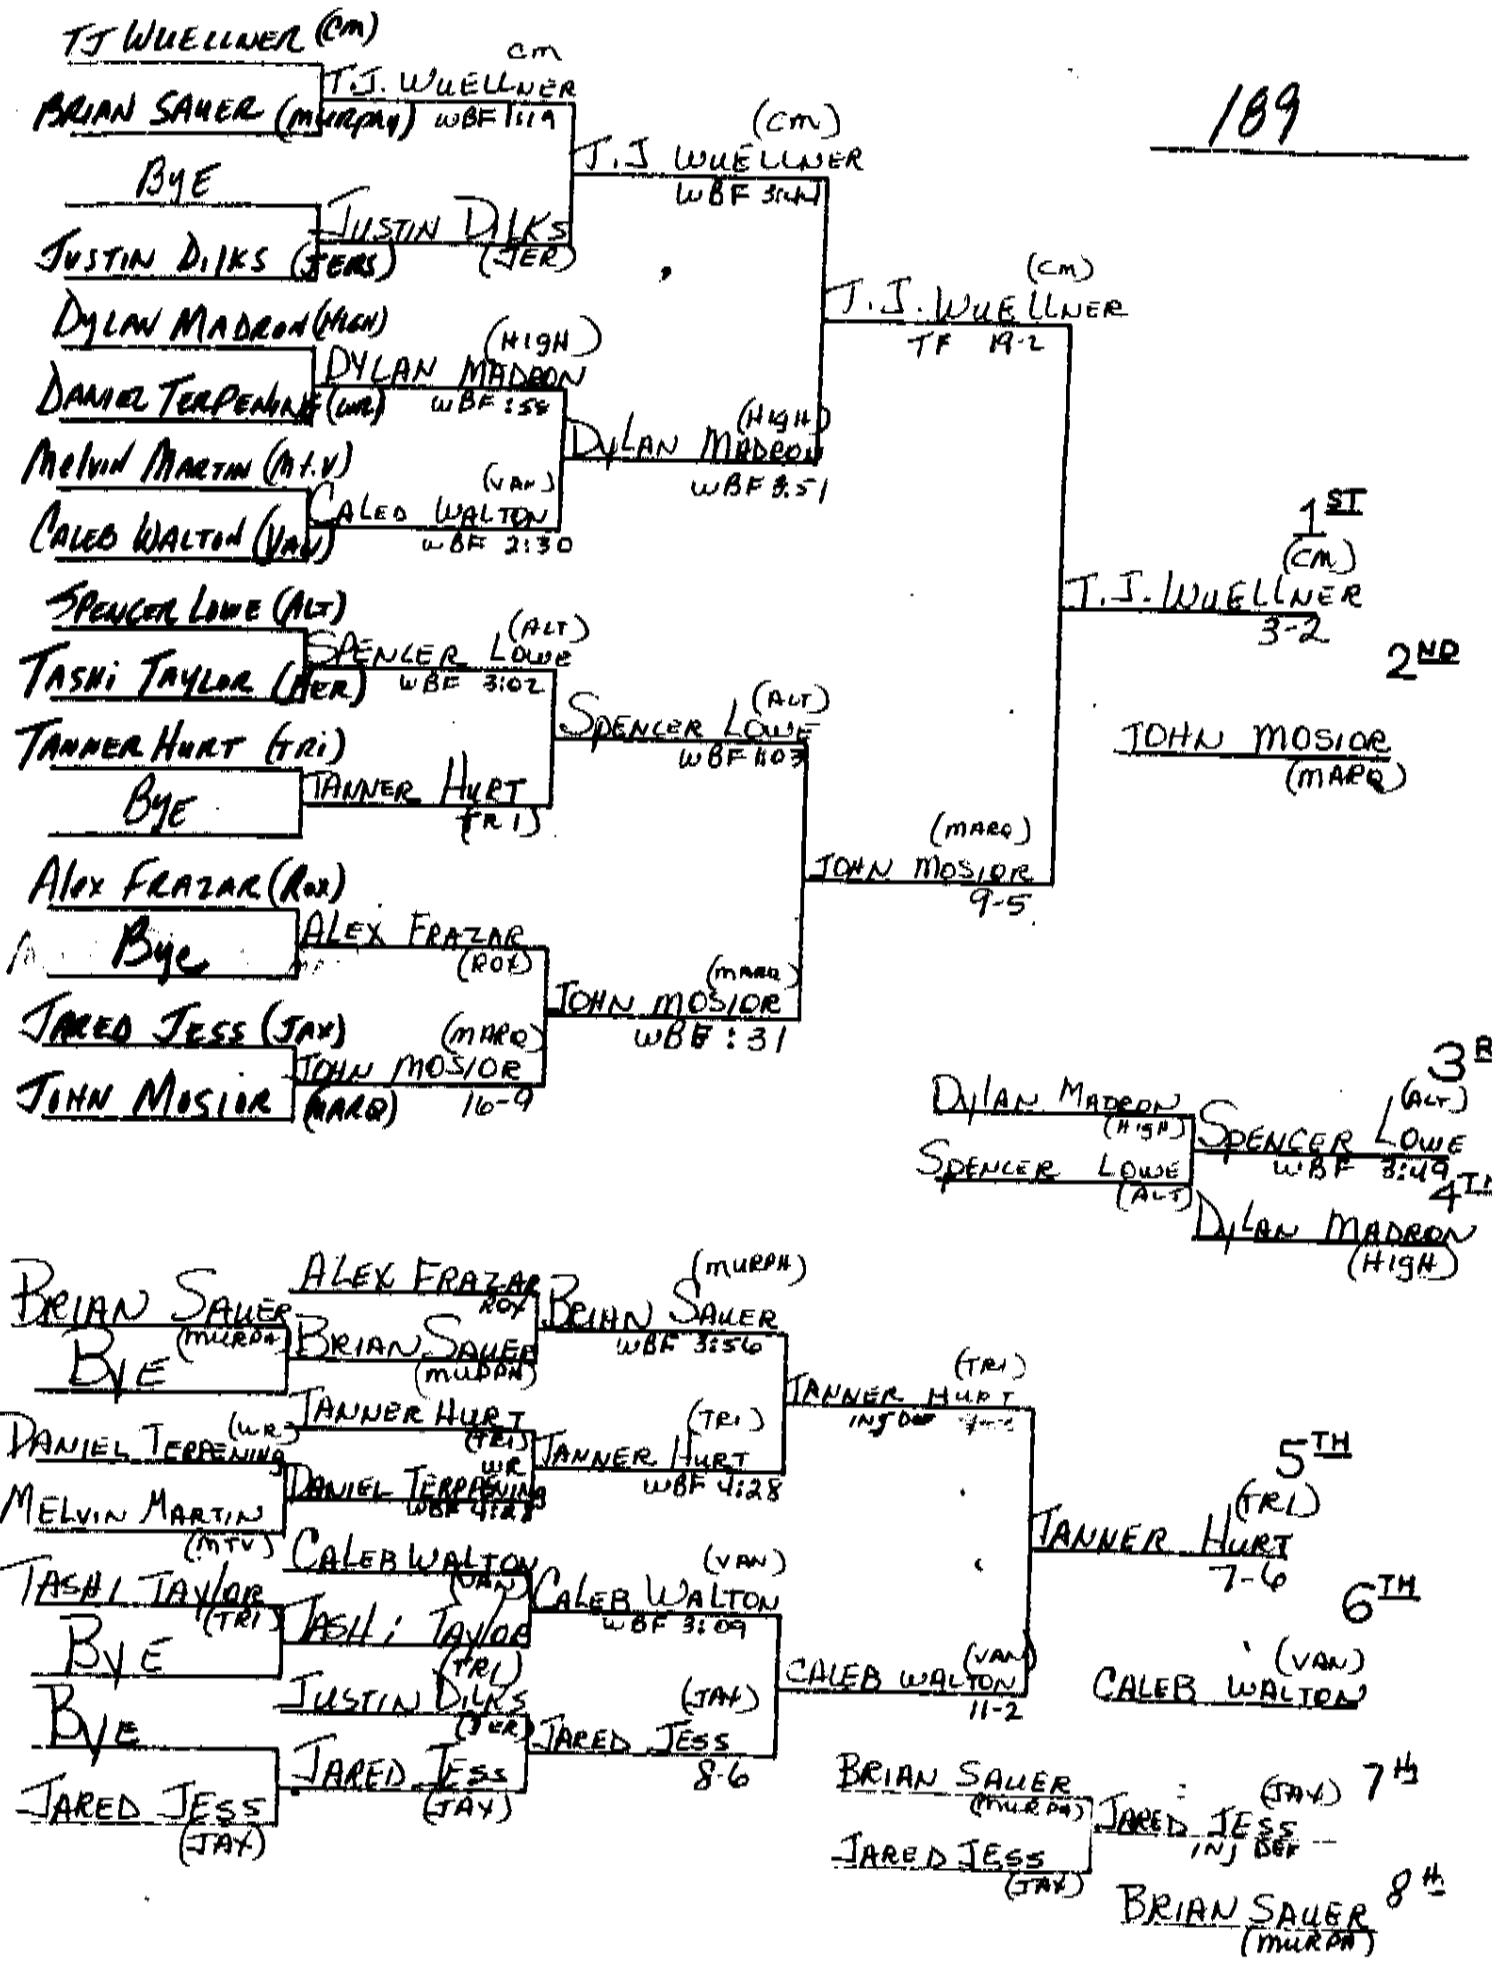 189
TJ WUELLNER (CM)
BRIAN SAUER (MURPHY)
BYE
JUSTIN DILKS (JERS)
DYLAN MADRON (HIGH)
DANIEL TERPENING (WR)
MELVIN MARTIN (Mt.V)
CALEB WALTON (VAN)
SPENCER LOWE (ALT)
TASHI TAYLOR
TANNER HURT (TRI)
BYE
ALEX FRAZAR (ROX)
Bye
JARED JESS (JAX)
JOHN MOSIOR (MARQ)
CM
T.J. WUELLNER
WBF 1:19
JUSTIN DILKS
(JER)
(HIGH)
DYLAN MADRON
WBF :58
(VAN)
CALEB WALTON
WBF 2:30
(ALT)
SPENCER LOWE
WBF 3:02
TANNER HURT
(TRI)
ALEX FRAZAR
(ROX)
(MARQ)
JOHN MOSIOR
16-9
(CM)
T.J WUELLNER
WBF
(HIGH)
DYLAN MADRON
WBF 3:51
(ALT)
SPENCER LOWE
WBF 1:03
(MARQ)
JOHN MOSIOR
WBF :31
(CM)
T.J. WUELLNER
TF 19-2
(MARQ)
JOHN MOSIOR
9-5
1ST
(CM)
T.J. WUELLNER
3-2
2ND
JOHN MOSIOR
(MARQ)
3R
DYLAN MADRON
(HIGH)
SPENCER LOWE
(ALT)
(ALT)
SPENCER LOWE
WBF 3:49
4TH
DYLAN MADRON
(HIGH)
BRIAN SAUER
(MURPH)
BYE
DANIEL TERPENING
(WR)
MELVIN MARTIN
(MTV)
TASHI TAYLOR
(TRI)
BYE
BYE
JARED JESS
(JAX)
ALEX FRAZAR
ROX
BRIAN SAUER
(MURPH)
TANNER HURT
(TRI)
WR
DANIEL TERPENING
WBF
CALEB WALTON
(VAN)
TASHI TAYLOR
(TRI)
JUSTIN DILKS
(JER)
JARED JESS
(JAX)
(MURPH)
BRIAN SAUER
WBF 3:56
(TRI)
TANNER HURT
WBF 4:28
(VAN)
CALEB WALTON
WBF 3:09
(JAX)
JARED JESS
8-6
(TRI)
TANNER HURT
INJ DEF
(VAN)
CALEB WALTON
11-2
5TH
(TRI)
TANNER HURT
7-6
6TH
(VAN)
CALEB WALTON
BRIAN SAUER
(MURPH)
JARED JESS
(JAX)
7th
(JAX)
JARED JESS
INJ DEF
8th
BRIAN SAUER
(MURPH)